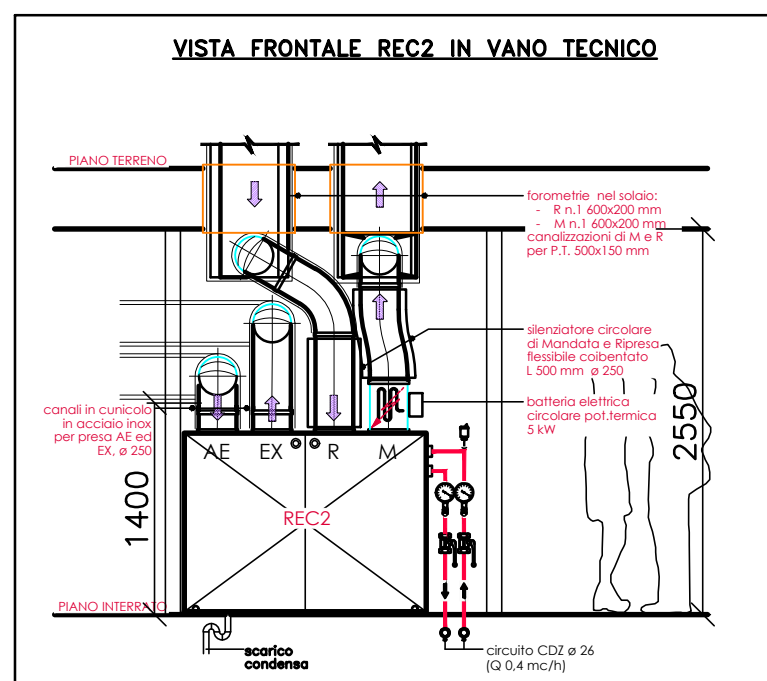 VISTA FRONTALE REC2 IN VANO TECNICO
PIANO TERRENO
forometrie nel solaio:
- R n.1 600x200 mm
- M n.1 600x200 mm
canalizzazioni di M e R
per P.T. 500x150 mm
silenziatore circolare
di Mandata e Ripresa
flessibile coibentato
L 500 mm ø 250
batteria elettrica
circolare pot.termica
5 kW
canali in cunicolo
in acciaio inox
per presa AE ed
EX, ø 250
AE EX R M
REC2
1400
2550
PIANO INTERRATO
scarico
condensa
circuito CDZ ø 26
(Q 0,4 mc/h)